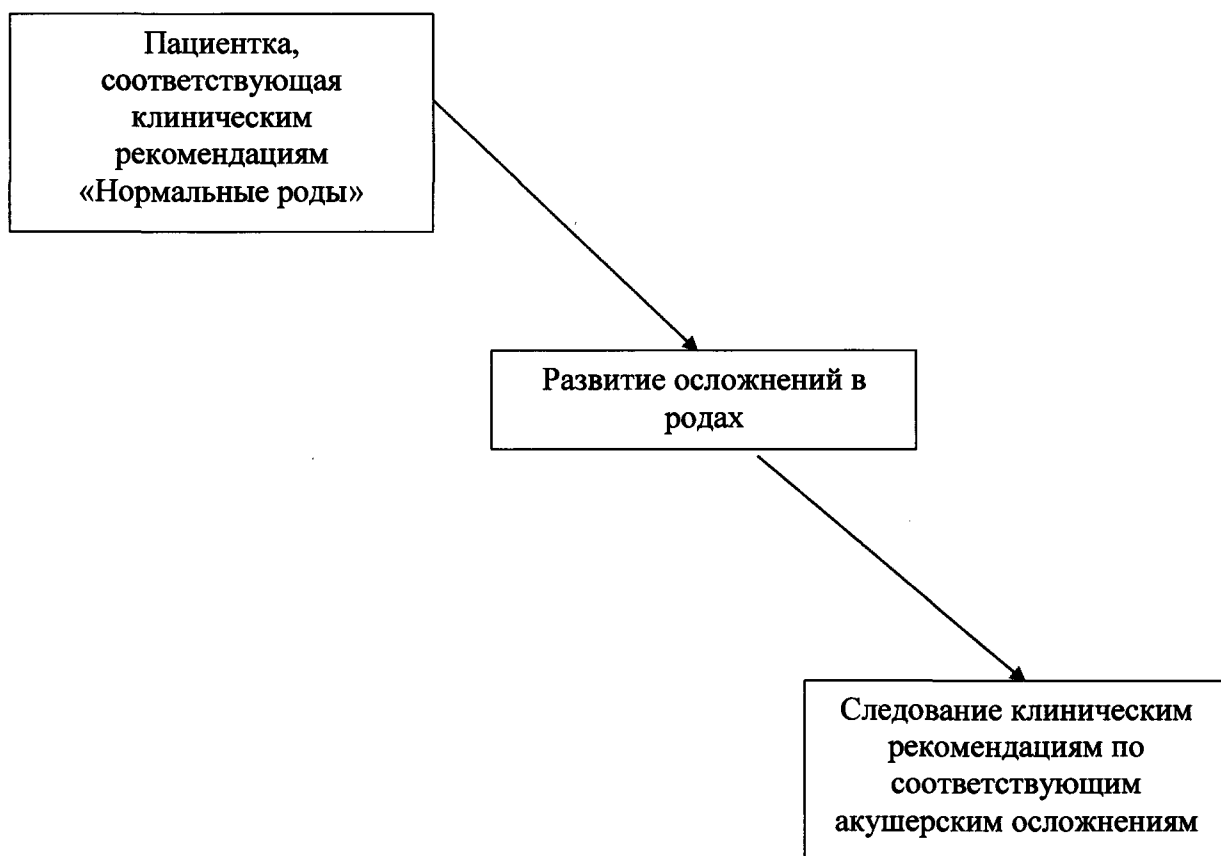 Пациентка,
соответствующая
клиническим
рекомендациям
«Нормальные роды»
Развитие осложнений в
родах
Следование клиническим
рекомендациям по
соответствующим
акушерским осложнениям